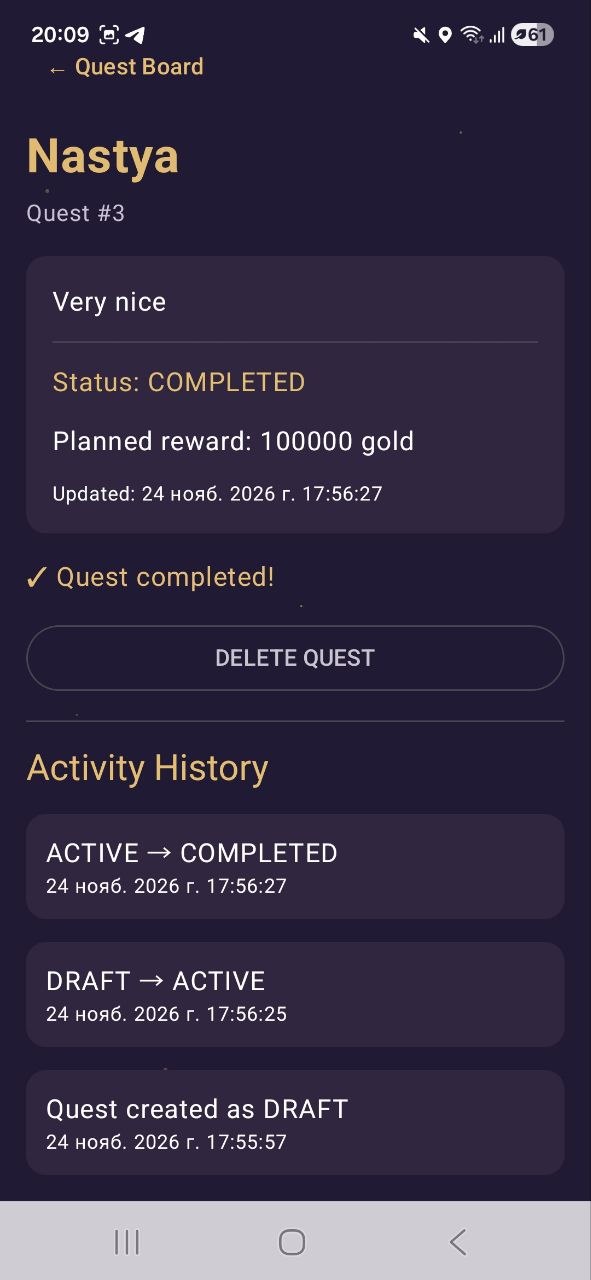 20:09
61
← Quest Board
Nastya
Quest #3
Very nice
Status: COMPLETED
Planned reward: 100000 gold
Updated: 24 нояб. 2026 г. 17:56:27
✓ Quest completed!
DELETE QUEST
Activity History
ACTIVE → COMPLETED
24 нояб. 2026 г. 17:56:27
DRAFT → ACTIVE
24 нояб. 2026 г. 17:56:25
Quest created as DRAFT
24 нояб. 2026 г. 17:55:57